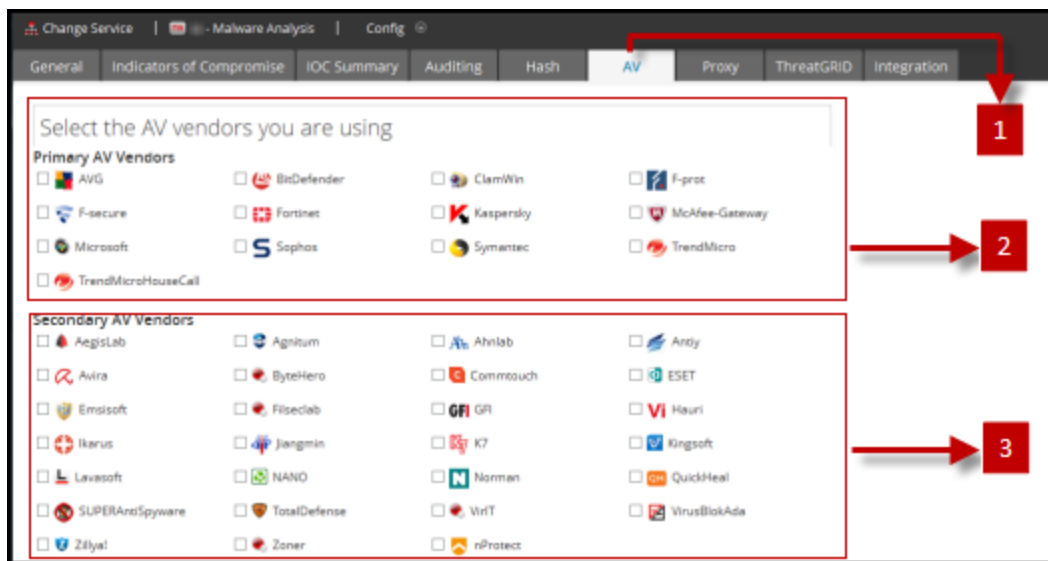 Change Service | - Malware Analysis | Config
General Indicators of Compromise IOC Summary Auditing Hash AV Proxy ThreatGRID Integration
1
Select the AV vendors you are using
Primary AV Vendors
AVG BitDefender ClamWin F-prot
F-secure Fortinet Kaspersky McAfee-Gateway
Microsoft Sophos Symantec TrendMicro
2
TrendMicroHouseCall
Secondary AV Vendors
AegisLab Agnitum Ahnlab Antiy
Avira ByteHero Commtouch ESET
Emsisoft Filseclab GFI GFI Vi Hauri
Ikarus Jiangmin K7 Kingsoft
3
Lavasoft NANO N Norman QH QuickHeal
SUPERAntiSpyware TotalDefense VirIT VirusBlokAda
Zillya! Zoner nProtect